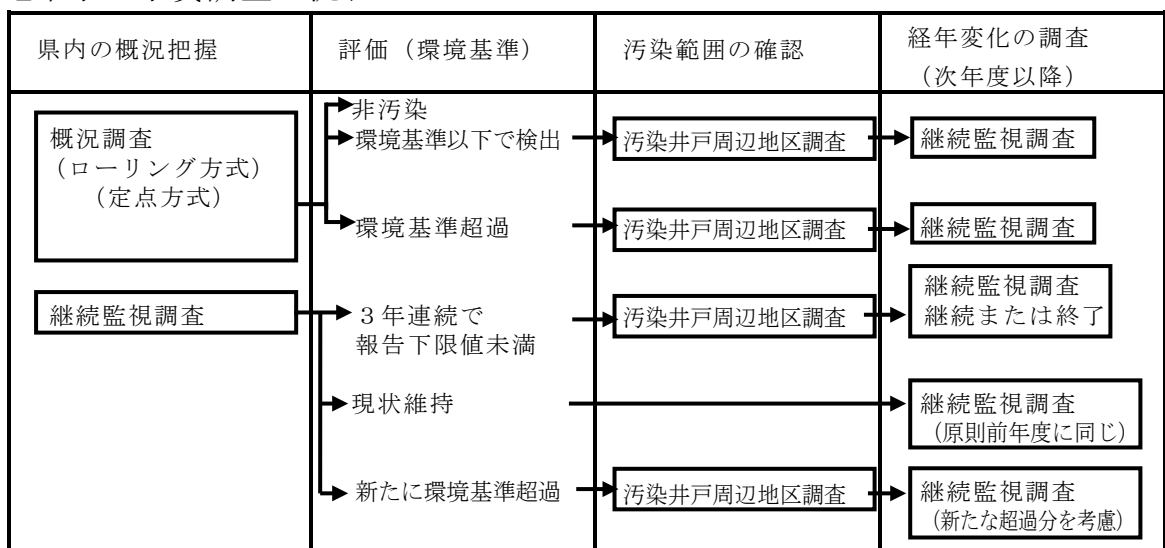 県内の概況把握
評価（環境基準）
汚染範囲の確認
経年変化の調査
（次年度以降）
概況調査
（ローリング方式）
（定点方式）
非汚染
環境基準以下で検出
汚染井戸周辺地区調査
継続監視調査
環境基準超過
汚染井戸周辺地区調査
継続監視調査
継続監視調査
３年連続で
報告下限値未満
汚染井戸周辺地区調査
継続監視調査
継続または終了
現状維持
継続監視調査
（原則前年度に同じ）
新たに環境基準超過
汚染井戸周辺地区調査
継続監視調査
（新たな超過分を考慮）